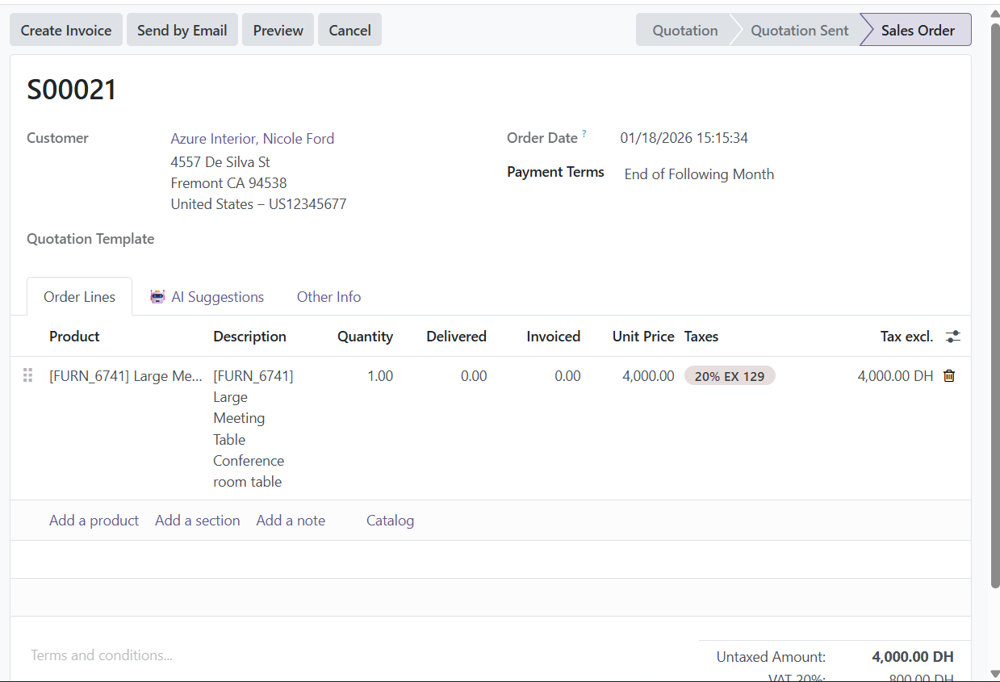 Create Invoice Send by Email Preview Cancel Quotation Quotation Sent Sales Order
S00021
Customer
Azure Interior, Nicole Ford
4557 De Silva St
Fremont CA 94538
United States – US12345677
Order Date ? 01/18/2026 15:15:34
Payment Terms End of Following Month
Quotation Template
Order Lines AI Suggestions Other Info
Product Description Quantity Delivered Invoiced Unit Price Taxes Tax excl.
[FURN_6741] Large Me... [FURN_6741] 1.00 0.00 0.00 4,000.00 20% EX 129 4,000.00 DH
Large
Meeting
Table
Conference
room table
Add a product Add a section Add a note Catalog
Terms and conditions...
Untaxed Amount: 4,000.00 DH
VAT 20%: 800.00 DH